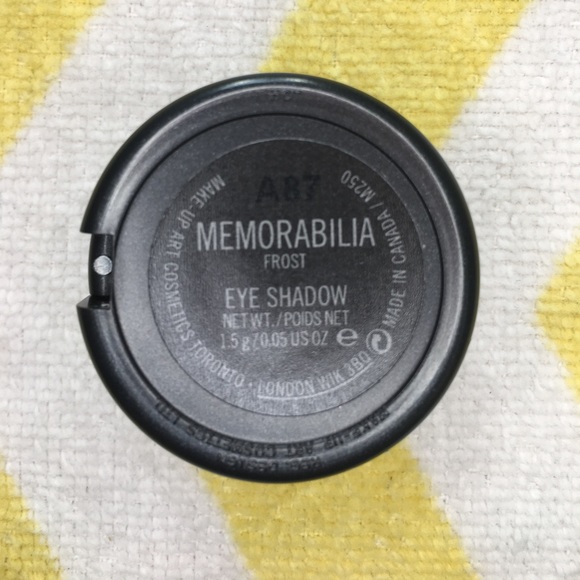 A87
MEMORABILIA
FROST
EYE SHADOW
NET WT./POIDS NET
1.5 g/0.05 US OZ e
MAKE-UP ART COSMETICS TORONTO · LONDON W1K 3BQ
MADE IN CANADA / M250